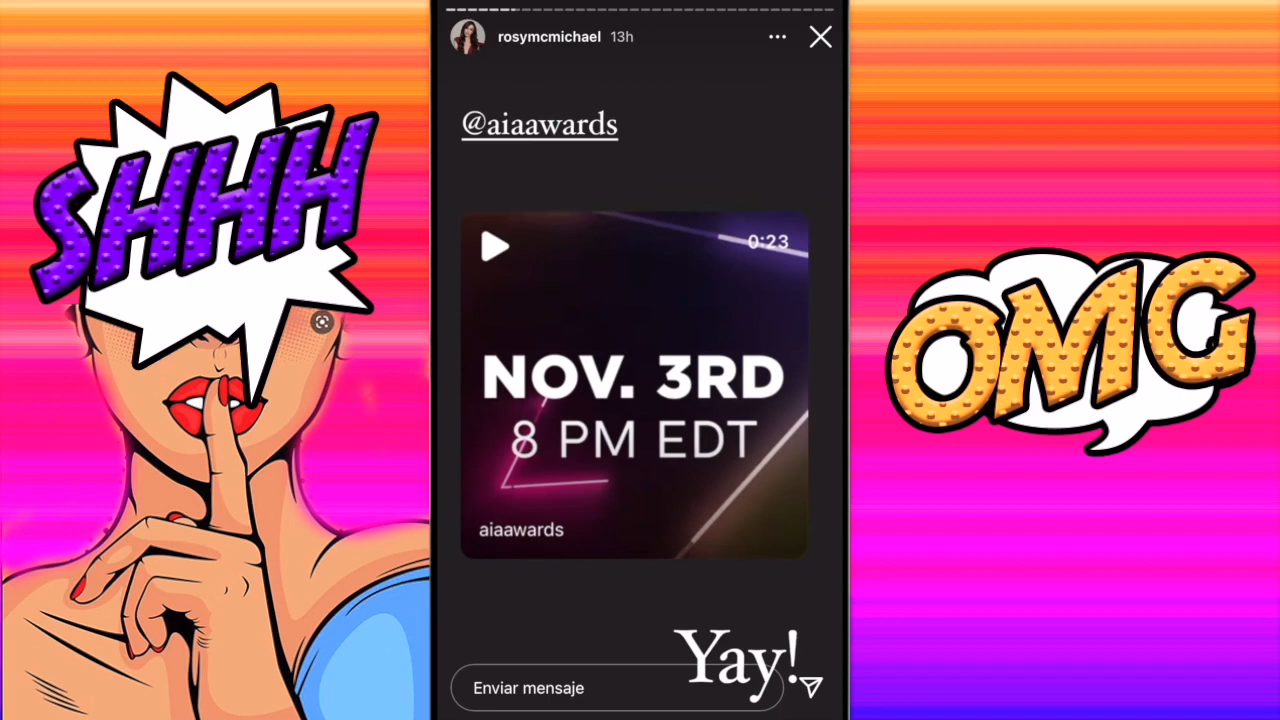 rosymcmichael 13h
@aiaawards
SHHH
0:23
OMG
NOV. 3RD
8 PM EDT
aiaawards
Yay!
Enviar mensaje